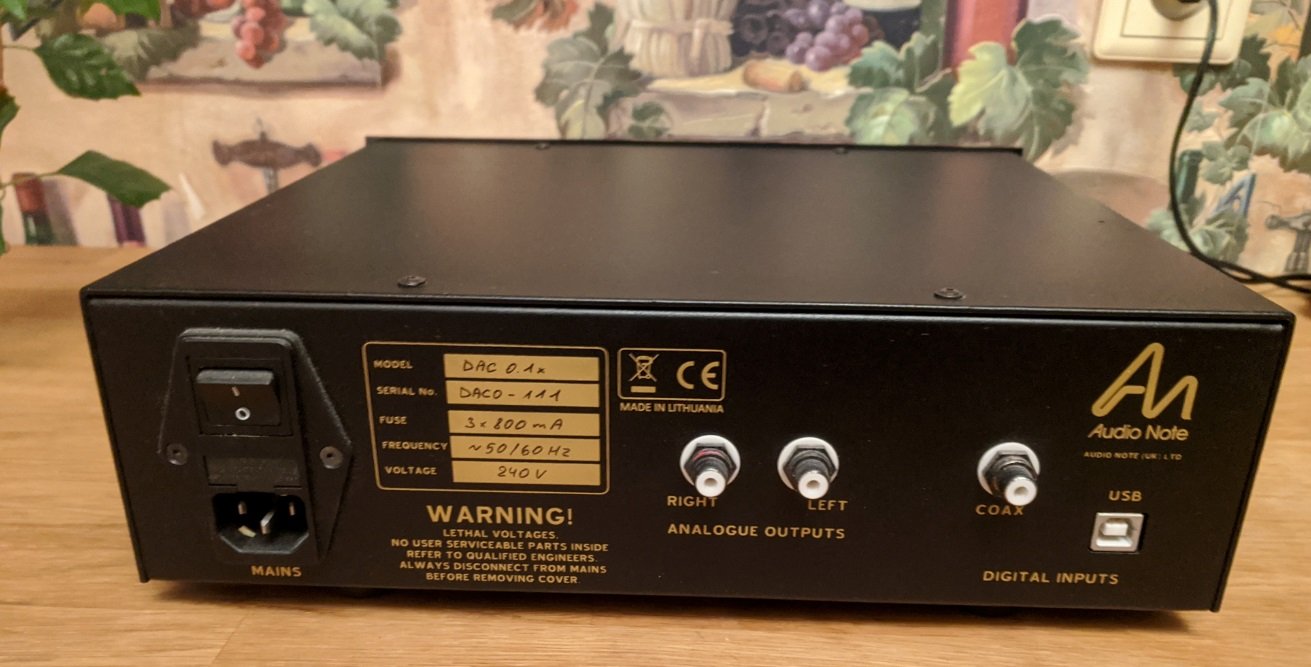 MODEL DAC 0.1x
SERIAL No. DAC0-111
FUSE 3x800mA
FREQUENCY ~50/60Hz
VOLTAGE 240V
CE
MADE IN LITHUANIA
WARNING!
LETHAL VOLTAGES.
NO USER SERVICEABLE PARTS INSIDE
REFER TO QUALIFIED ENGINEERS.
ALWAYS DISCONNECT FROM MAINS
BEFORE REMOVING COVER.
MAINS
RIGHT
LEFT
ANALOGUE OUTPUTS
COAX
AN
Audio Note
AUDIO NOTE (UK) LTD
USB
DIGITAL INPUTS